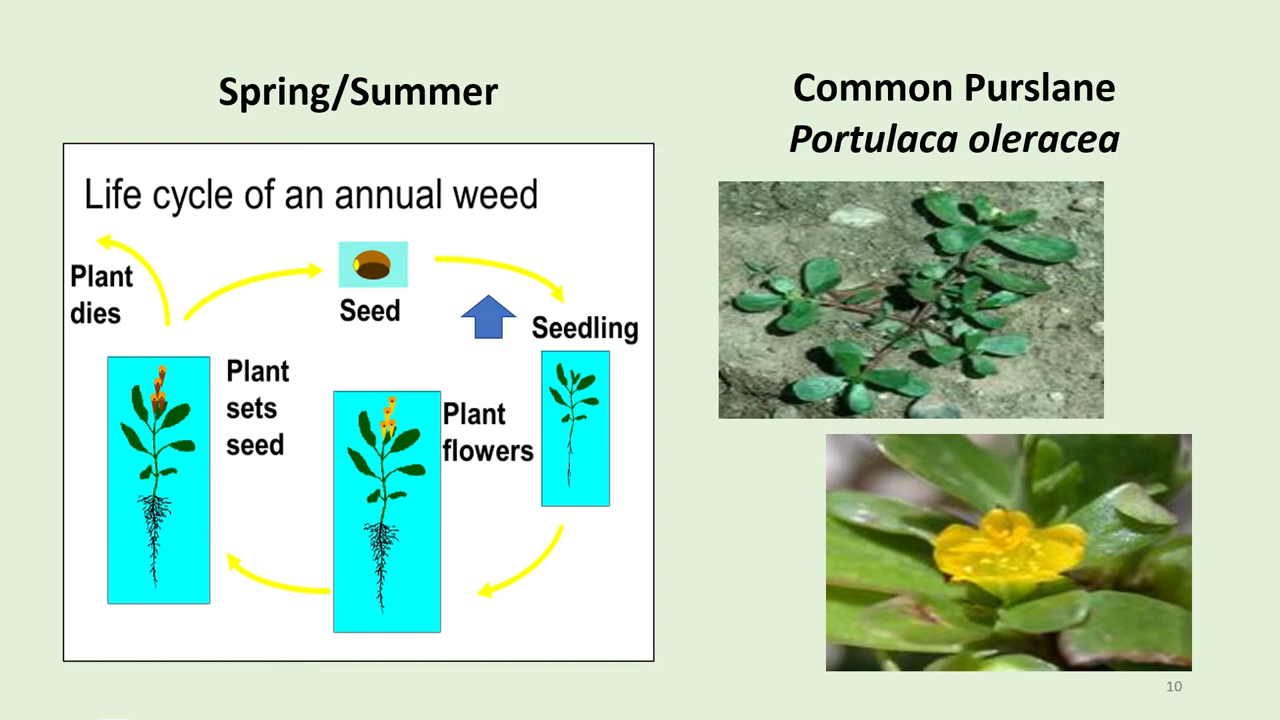 Spring/Summer
Common Purslane
Portulaca oleracea
Life cycle of an annual weed
Plant
dies
Seed
Seedling
Plant
sets
seed
Plant
flowers
10